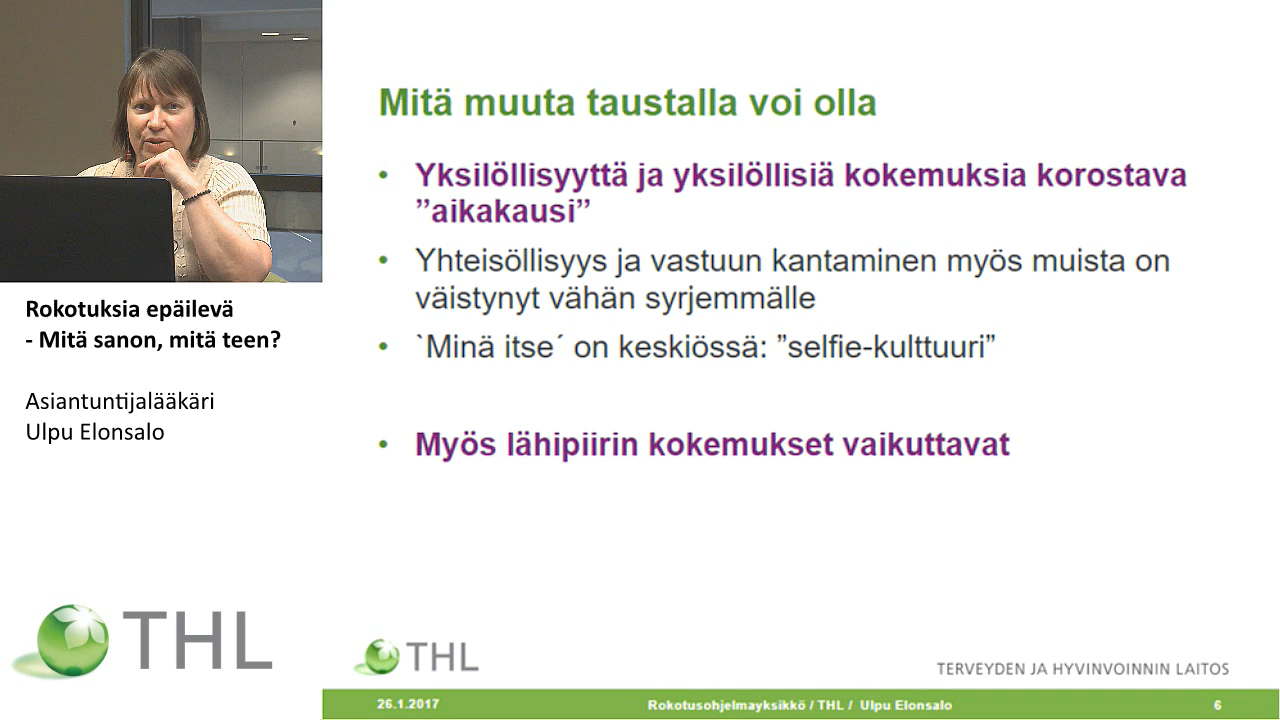 Rokotuksia epäilevä
- Mitä sanon, mitä teen?
Asiantuntijalääkäri
Ulpu Elonsalo
THL
Mitä muuta taustalla voi olla
• Yksilöllisyyttä ja yksilöllisiä kokemuksia korostava
”aikakausi”
• Yhteisöllisyys ja vastuun kantaminen myös muista on
väistynyt vähän syrjemmälle
• `Minä itse´ on keskiössä: ”selfie-kulttuuri”
• Myös lähipiirin kokemukset vaikuttavat
THL
TERVEYDEN JA HYVINVOINNIN LAITOS
26.1.2017 Rokotusohjelmayksikkö / THL / Ulpu Elonsalo 6